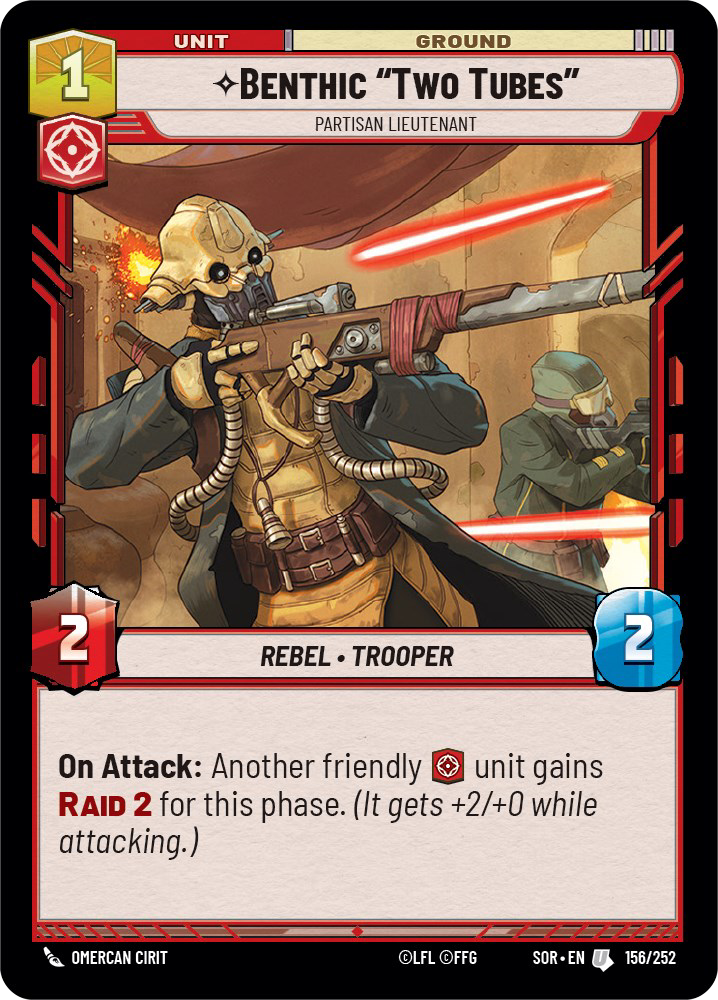 UNIT
GROUND
1
✧BENTHIC “TWO TUBES”
PARTISAN LIEUTENANT
2
REBEL • TROOPER
2
On Attack: Another friendly unit gains
RAID 2 for this phase. (It gets +2/+0 while
attacking.)
OMERCAN CIRIT
©LFL ©FFG
SOR • EN
U
156/252